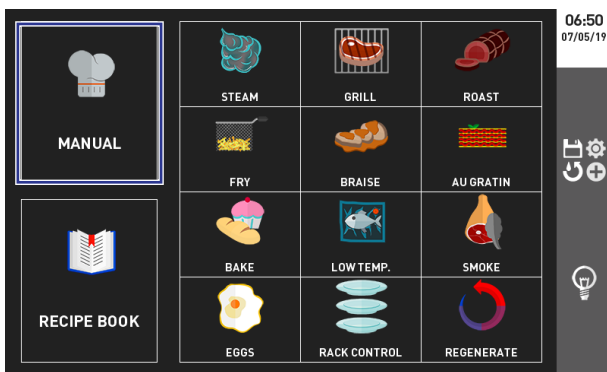 06:50
07/05/19
MANUAL
RECIPE BOOK
STEAM
GRILL
ROAST
FRY
BRAISE
AU GRATIN
BAKE
LOW TEMP.
SMOKE
EGGS
RACK CONTROL
REGENERATE